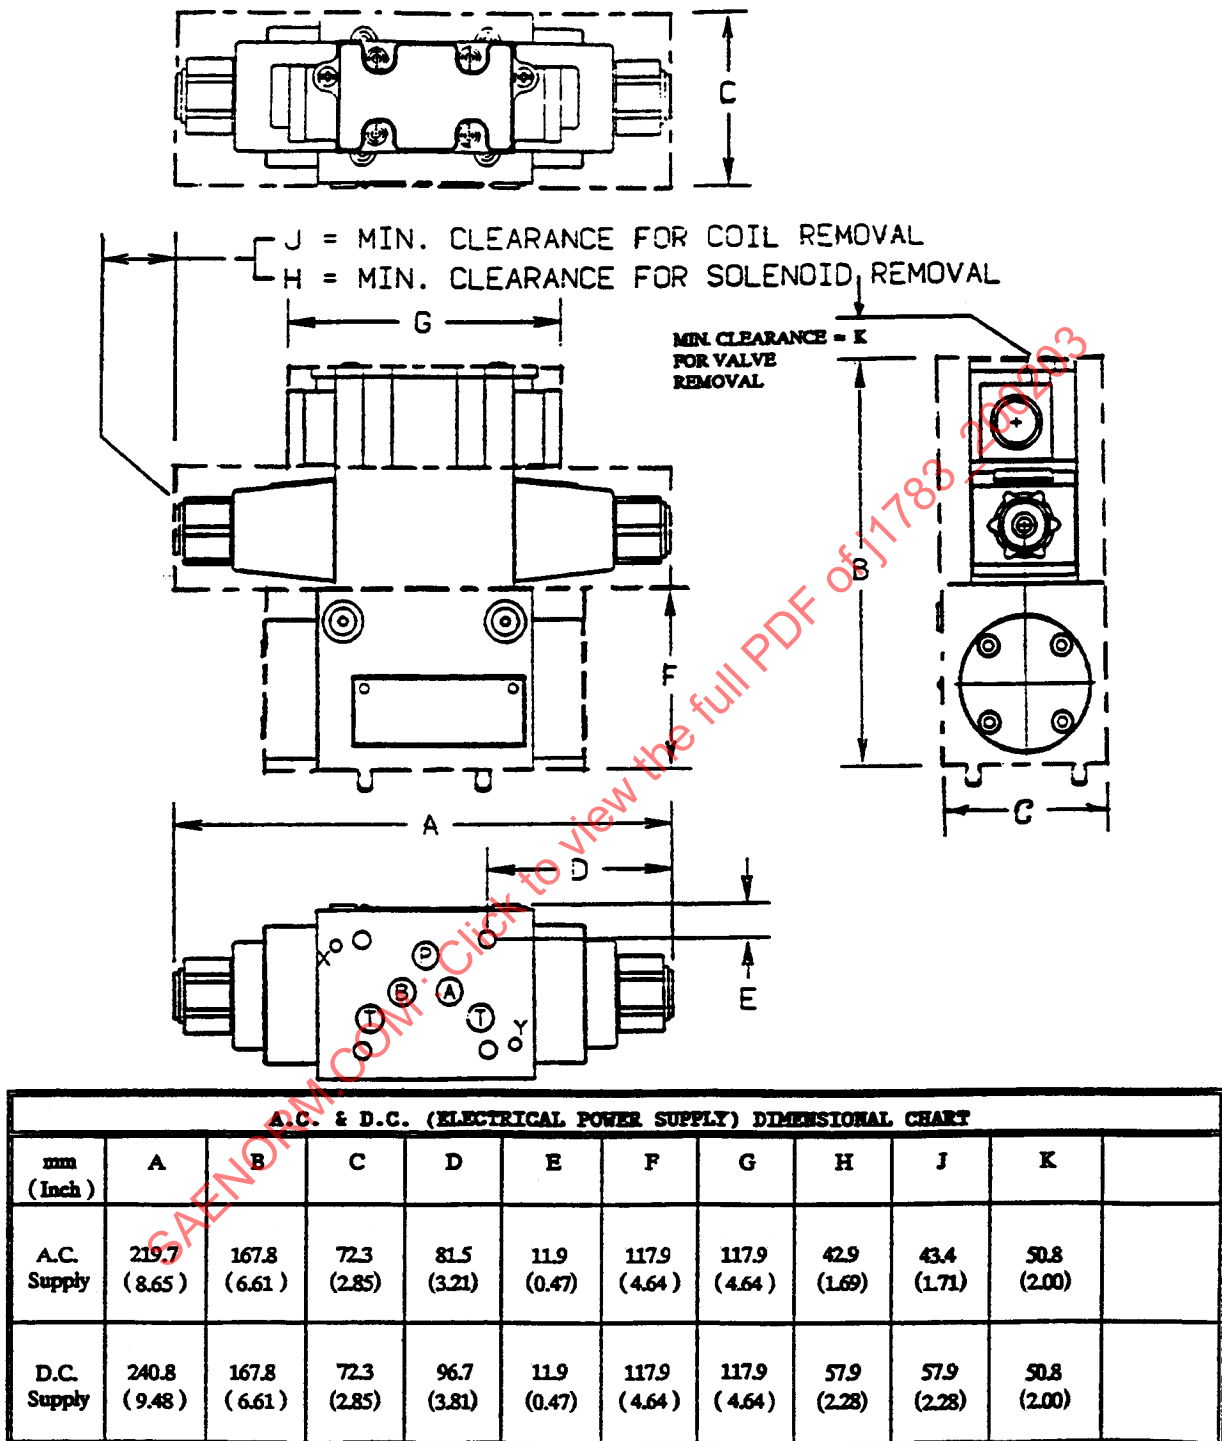 C
J = MIN. CLEARANCE FOR COIL REMOVAL
H = MIN. CLEARANCE FOR SOLENOID REMOVAL
G
MIN. CLEARANCE = K
FOR VALVE
REMOVAL
B
F
A
C
D
E
X
P
B
A
T
T
Y
SAENORM.COM : Click to view the full PDF of j1783_200203
A.C. & D.C. (ELECTRICAL POWER SUPPLY) DIMENSIONAL CHART
mm (Inch) A B C D E F G H J K
A.C. Supply 219.7 (8.65) 167.8 (6.61) 72.3 (2.85) 81.5 (3.21) 11.9 (0.47) 117.9 (4.64) 117.9 (4.64) 42.9 (1.69) 43.4 (1.71) 50.8 (2.00)
D.C. Supply 240.8 (9.48) 167.8 (6.61) 72.3 (2.85) 96.7 (3.81) 11.9 (0.47) 117.9 (4.64) 117.9 (4.64) 57.9 (2.28) 57.9 (2.28) 50.8 (2.00)